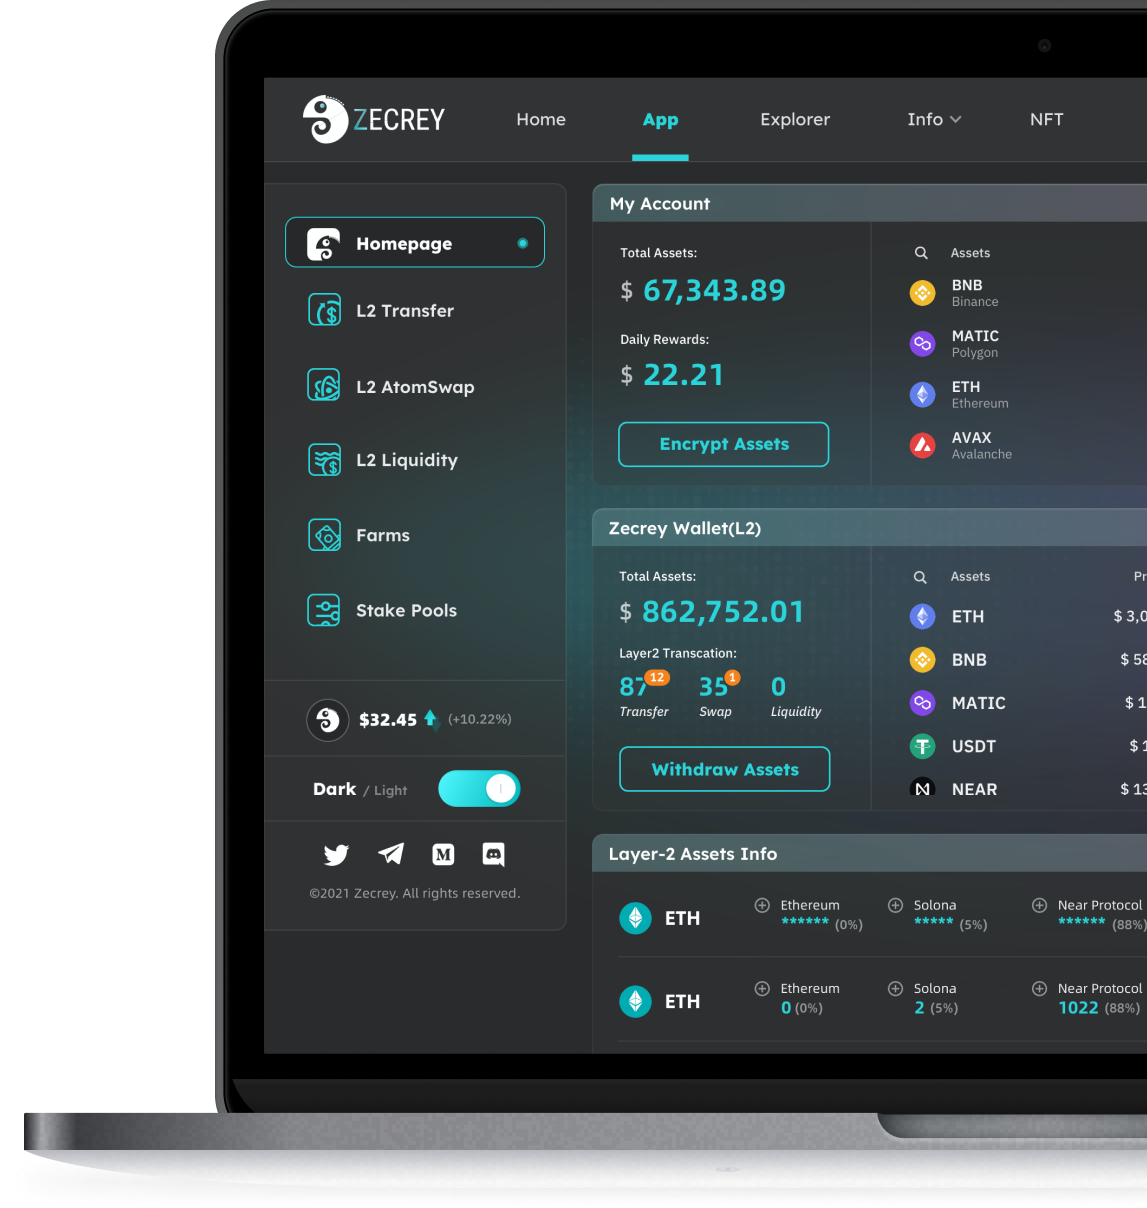 ZECREY Home App Explorer Info NFT
Homepage
L2 Transfer
L2 AtomSwap
L2 Liquidity
Farms
Stake Pools
$32.45 (+10.22%)
Dark / Light
M
©2021 Zecrey. All rights reserved.
My Account
Total Assets:
$ 67,343.89
Daily Rewards:
$ 22.21
Encrypt Assets
Assets
BNB
Binance
MATIC
Polygon
ETH
Ethereum
AVAX
Avalanche
Zecrey Wallet(L2)
Total Assets:
$ 862,752.01
Layer2 Transcation:
87 12 35 1 0
Transfer Swap Liquidity
Withdraw Assets
Assets Pr
ETH $ 3,0
BNB $ 58
MATIC $ 1
USDT $ 1
NEAR $ 13
Layer-2 Assets Info
ETH
Ethereum Solona Near Protocol
****** (0%) ***** (5%) ****** (88%)
ETH
Ethereum Solona Near Protocol
0 (0%) 2 (5%) 1022 (88%)